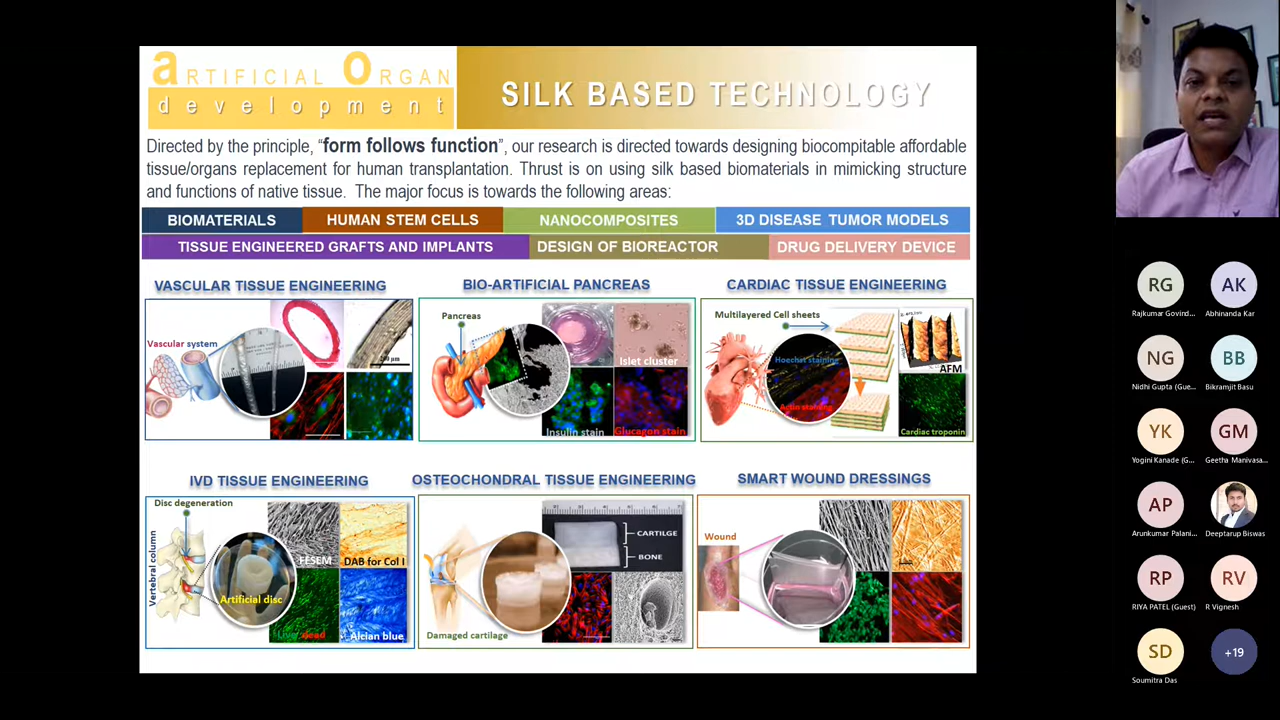 ARTIFICIAL ORGAN
development
SILK BASED TECHNOLOGY
Directed by the principle, “form follows function”, our research is directed towards designing biocompitable affordable
tissue/organs replacement for human transplantation. Thrust is on using silk based biomaterials in mimicking structure
and functions of native tissue. The major focus is towards the following areas:
BIOMATERIALS
HUMAN STEM CELLS
NANOCOMPOSITES
3D DISEASE TUMOR MODELS
TISSUE ENGINEERED GRAFTS AND IMPLANTS
DESIGN OF BIOREACTOR
DRUG DELIVERY DEVICE
VASCULAR TISSUE ENGINEERING
Vascular system
BIO-ARTIFICIAL PANCREAS
Pancreas
Islet cluster
Insulin stain
Glucagon stain
CARDIAC TISSUE ENGINEERING
Multilayered Cell sheets
Hoechst staining
Actin staining
AFM
Cardiac troponin
IVD TISSUE ENGINEERING
Disc degeneration
Vertebral column
Artificial disc
FESEM
DAB for Col I
Live dead
Alcian blue
OSTEOCHONDRAL TISSUE ENGINEERING
CARTILGE
BONE
Damaged cartilage
SMART WOUND DRESSINGS
Wound
RG
AK
Rajkumar Govind...
Abhinanda Kar
NG
BB
Nidhi Gupta (Gue...
Bikramjit Basu
YK
GM
Yogini Kanade (G...
Geetha Manivasa...
AP
Arunkumar Palani...
Deeptarup Biswas
RP
RV
RIYA PATEL (Guest)
R Vignesh
SD
+19
Soumitra Das